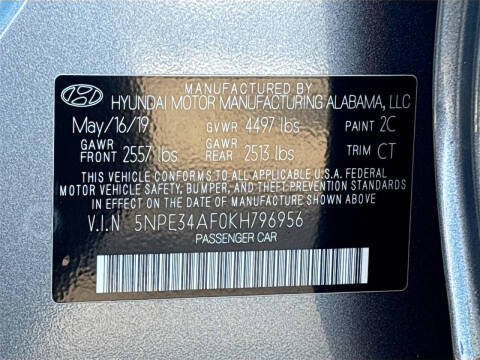 MANUFACTURED BY
HYUNDAI MOTOR MANUFACTURING ALABAMA, LLC
May/16/19 GVWR 4497 lbs PAINT 2C
GAWR FRONT 2557 lbs GAWR REAR 2513 lbs TRIM CT
THIS VEHICLE CONFORMS TO ALL APPLICABLE U.S.A. FEDERAL
MOTOR VEHICLE SAFETY, BUMPER, AND THEFT PREVENTION STANDARDS
IN EFFECT ON THE DATE OF MANUFACTURE SHOWN ABOVE
V.I.N 5NPE34AF0KH796956
PASSENGER CAR